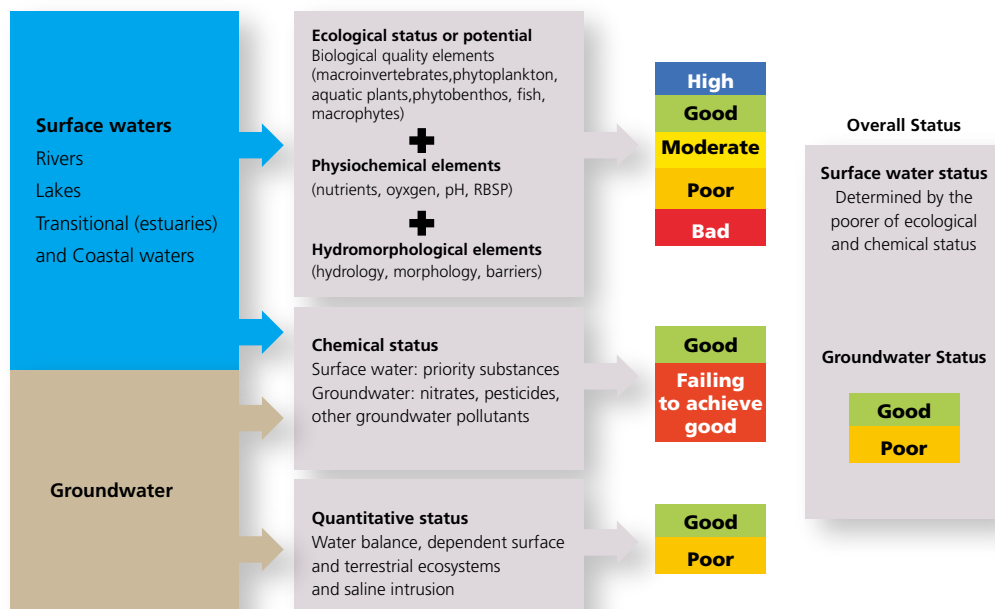 Surface waters
Rivers
Lakes
Transitional (estuaries)
and Coastal waters
Groundwater
Ecological status or potential
Biological quality elements
(macroinvertebrates,phytoplankton,
aquatic plants,phytobenthos, fish,
macrophytes)
Physiochemical elements
(nutrients, oyxgen, pH, RBSP)
Hydromorphological elements
(hydrology, morphology, barriers)
Chemical status
Surface water: priority substances
Groundwater: nitrates, pesticides,
other groundwater pollutants
Quantitative status
Water balance, dependent surface
and terrestrial ecosystems
and saline intrusion
High
Good
Moderate
Poor
Bad
Good
Failing
to achieve
good
Good
Poor
Overall Status
Surface water status
Determined by the
poorer of ecological
and chemical status
Groundwater Status
Good
Poor